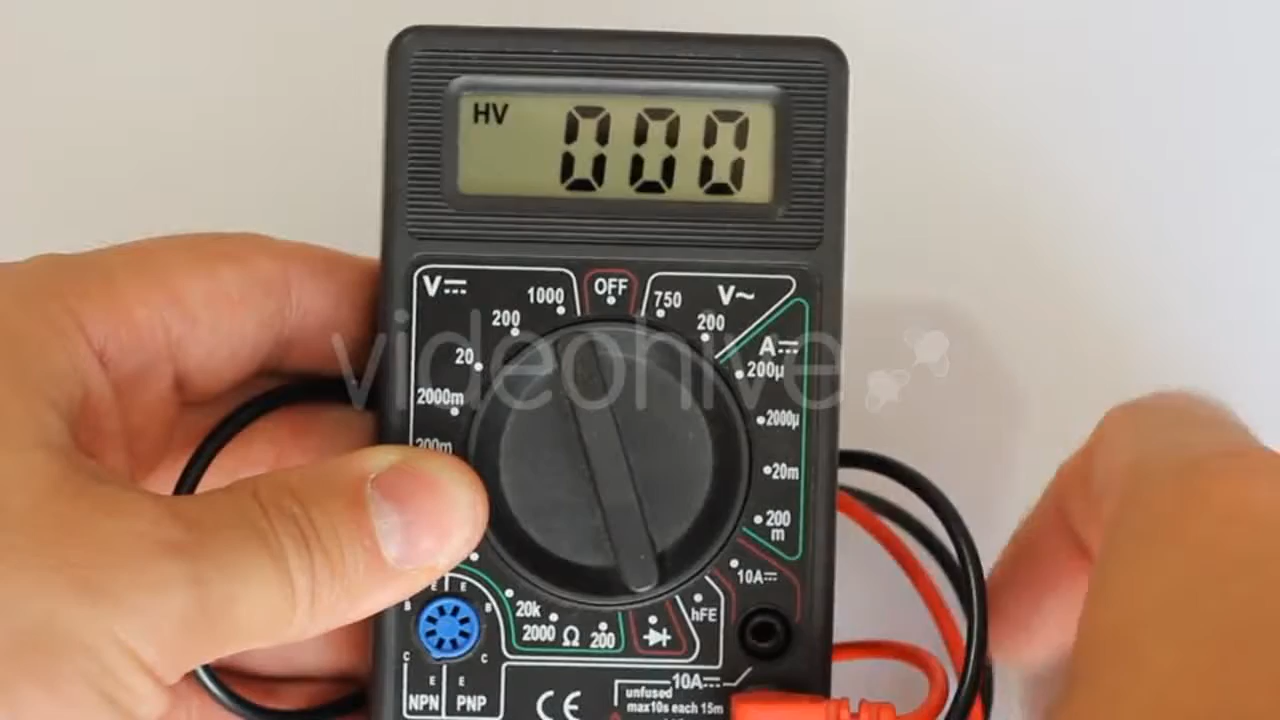 HV 000
V⎓
1000
OFF
750
V~
200
200
20
A⎓
200µ
2000m
2000µ
200m
20m
200
m
10A⎓
20k
2000 Ω 200
hFE
E E
B B
C C
E E
NPN PNP
10A⎓
unfused
max10s each 15m
CE
videohive